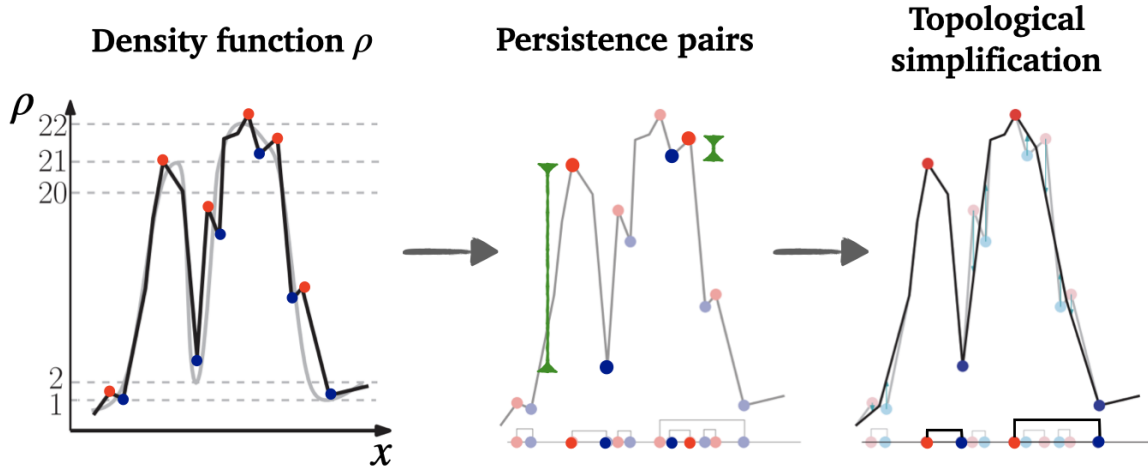 Density function ρ
Persistence pairs
Topological
simplification
ρ
22
21
20
2
1
x